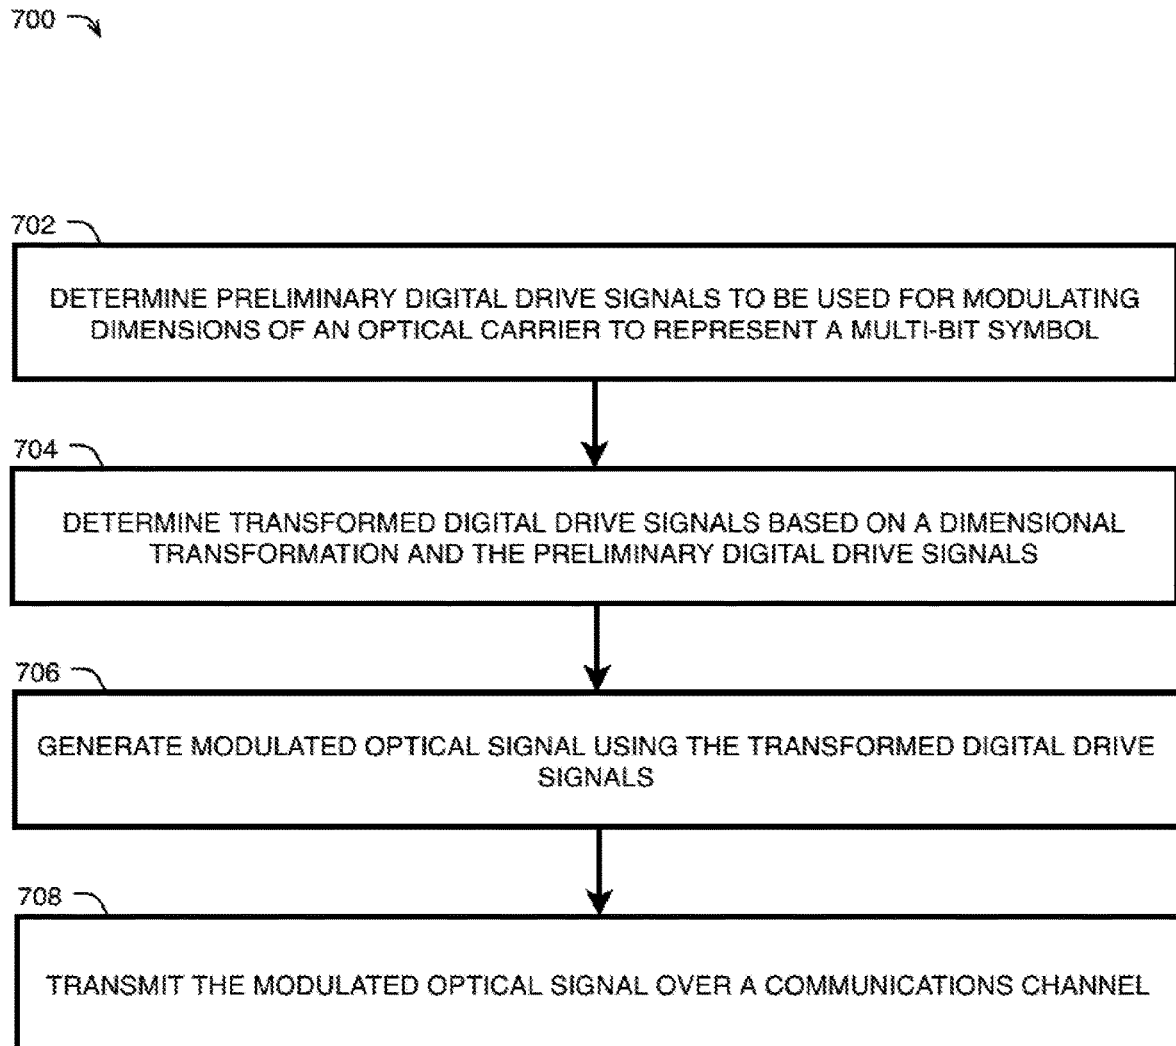 700
702
DETERMINE PRELIMINARY DIGITAL DRIVE SIGNALS TO BE USED FOR MODULATING
DIMENSIONS OF AN OPTICAL CARRIER TO REPRESENT A MULTI-BIT SYMBOL
704
DETERMINE TRANSFORMED DIGITAL DRIVE SIGNALS BASED ON A DIMENSIONAL
TRANSFORMATION AND THE PRELIMINARY DIGITAL DRIVE SIGNALS
706
GENERATE MODULATED OPTICAL SIGNAL USING THE TRANSFORMED DIGITAL DRIVE
SIGNALS
708
TRANSMIT THE MODULATED OPTICAL SIGNAL OVER A COMMUNICATIONS CHANNEL